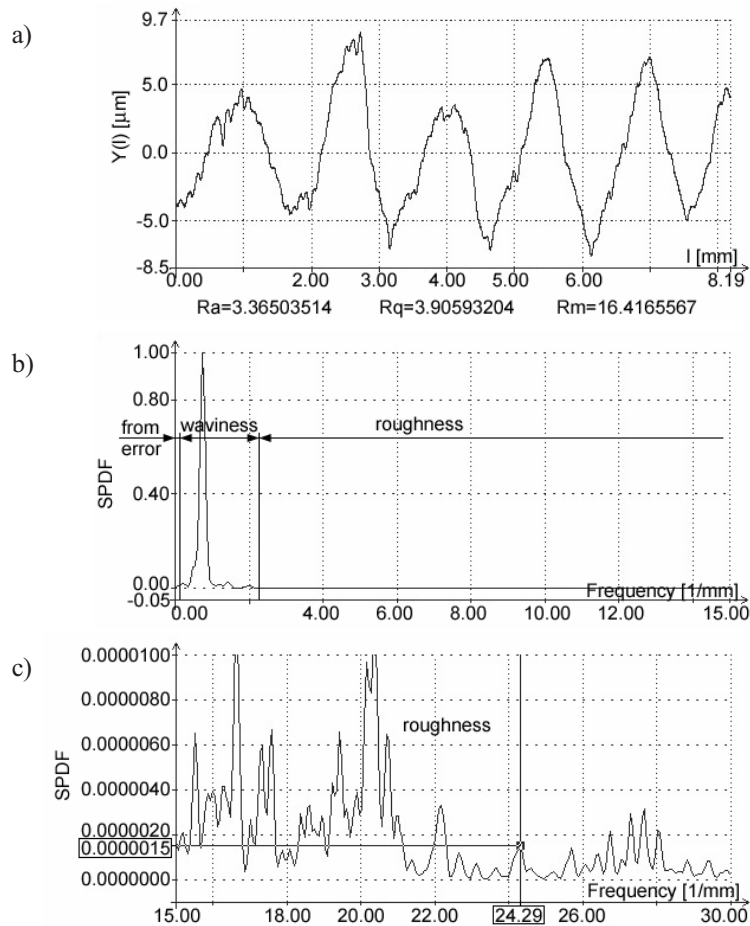 a)
9.7
5.0
0.0
-5.0
-8.5
Y(l) [µm]
l [mm]
0.00 1.00 2.00 3.00 4.00 5.00 6.00 8.19
Ra=3.36503514 Rq=3.90593204 Rm=16.4165567
b)
1.00
0.80
0.40
0.00
-0.05
SPDF
from error
waviness
roughness
Frequency [1/mm]
0.00 4.00 6.00 8.00 10.00 12.00 15.00
c)
0.0000100
0.0000080
0.0000060
0.0000040
0.0000020
0.0000015
0.0000000
SPDF
roughness
Frequency [1/mm]
15.00 18.00 20.00 22.00 24.29 26.00 30.00